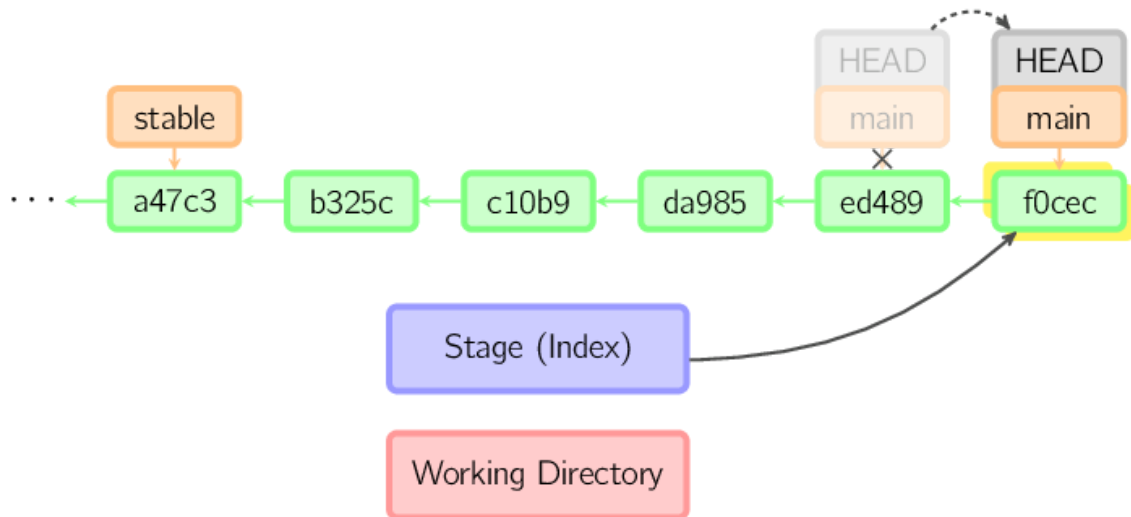 HEAD
HEAD
stable
main
main
...
a47c3
b325c
c10b9
da985
ed489
f0cec
Stage (Index)
Working Directory